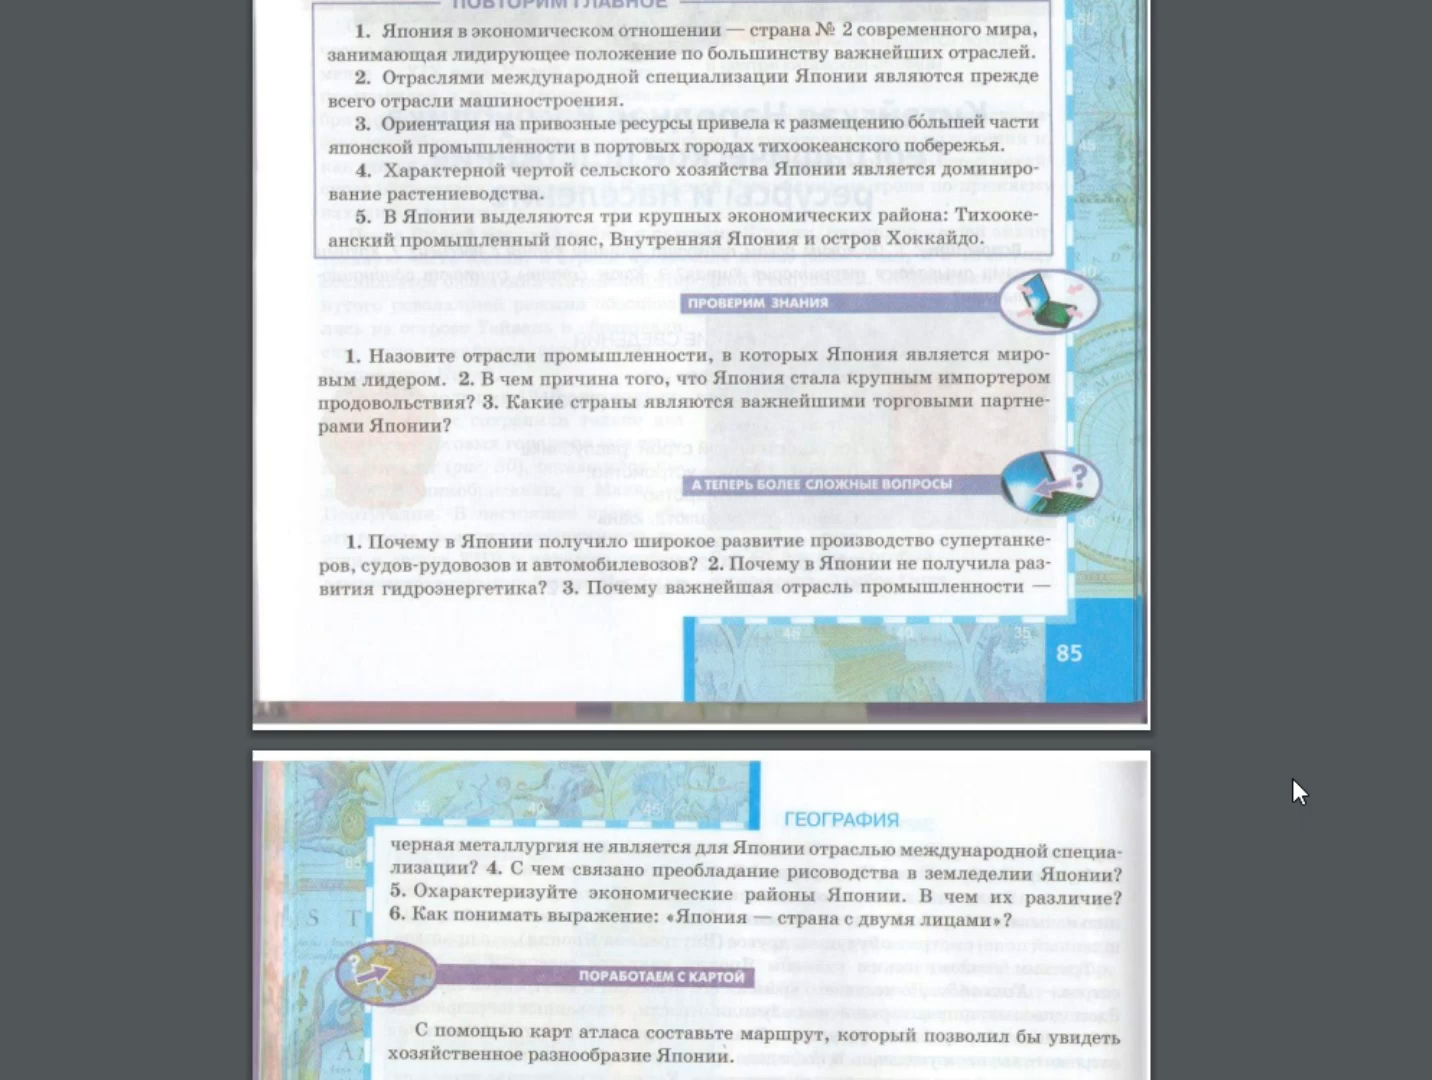 ПОВТОРИМ ГЛАВНОЕ
1. Япония в экономическом отношении — страна № 2 современного мира,
занимающая лидирующее положение по большинству важнейших отраслей.
2. Отраслями международной специализации Японии являются прежде
всего отрасли машиностроения.
3. Ориентация на привозные ресурсы привела к размещению бо́льшей части
японской промышленности в портовых городах тихоокеанского побережья.
4. Характерной чертой сельского хозяйства Японии является доминиро-
вание растениеводства.
5. В Японии выделяются три крупных экономических района: Тихооке-
анский промышленный пояс, Внутренняя Япония и остров Хоккайдо.
ПРОВЕРИМ ЗНАНИЯ
1. Назовите отрасли промышленности, в которых Япония является миро-
вым лидером. 2. В чем причина того, что Япония стала крупным импортером
продовольствия? 3. Какие страны являются важнейшими торговыми партне-
рами Японии?
А ТЕПЕРЬ БОЛЕЕ СЛОЖНЫЕ ВОПРОСЫ
1. Почему в Японии получило широкое развитие производство супертанке-
ров, судов-рудовозов и автомобилевозов? 2. Почему в Японии не получила раз-
вития гидроэнергетика? 3. Почему важнейшая отрасль промышленности —
85
ГЕОГРАФИЯ
черная металлургия не является для Японии отраслью международной специа-
лизации? 4. С чем связано преобладание рисоводства в земледелии Японии?
5. Охарактеризуйте экономические районы Японии. В чем их различие?
6. Как понимать выражение: «Япония — страна с двумя лицами»?
ПОРАБОТАЕМ С КАРТОЙ
С помощью карт атласа составьте маршрут, который позволил бы увидеть
хозяйственное разнообразие Японии.